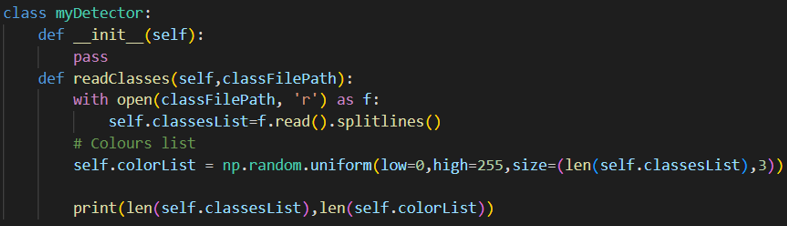 class myDetector:
    def __init__(self):
        pass
    def readClasses(self,classFilePath):
        with open(classFilePath, 'r') as f:
            self.classesList=f.read().splitlines()
        # Colours list
        self.colorList = np.random.uniform(low=0,high=255,size=(len(self.classesList),3))
        print(len(self.classesList),len(self.colorList))